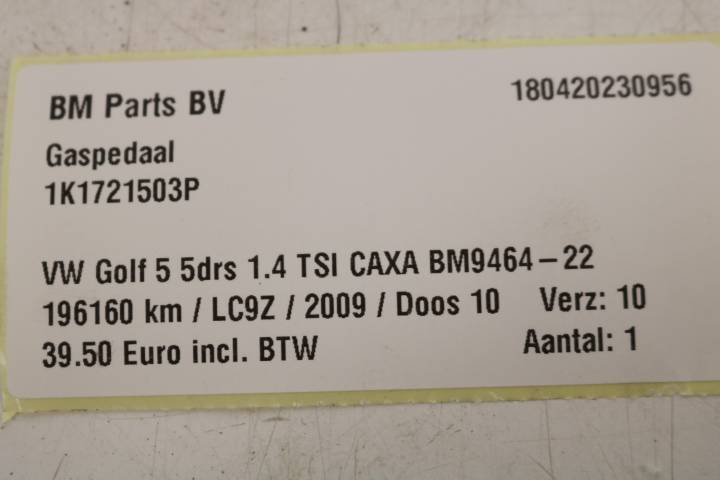 BM Parts BV 180420230956
Gaspedaal
1K1721503P
VW Golf 5 5drs 1.4 TSI CAXA BM9464-22
196160 km / LC9Z / 2009 / Doos 10 Verz: 10
39.50 Euro incl. BTW Aantal: 1